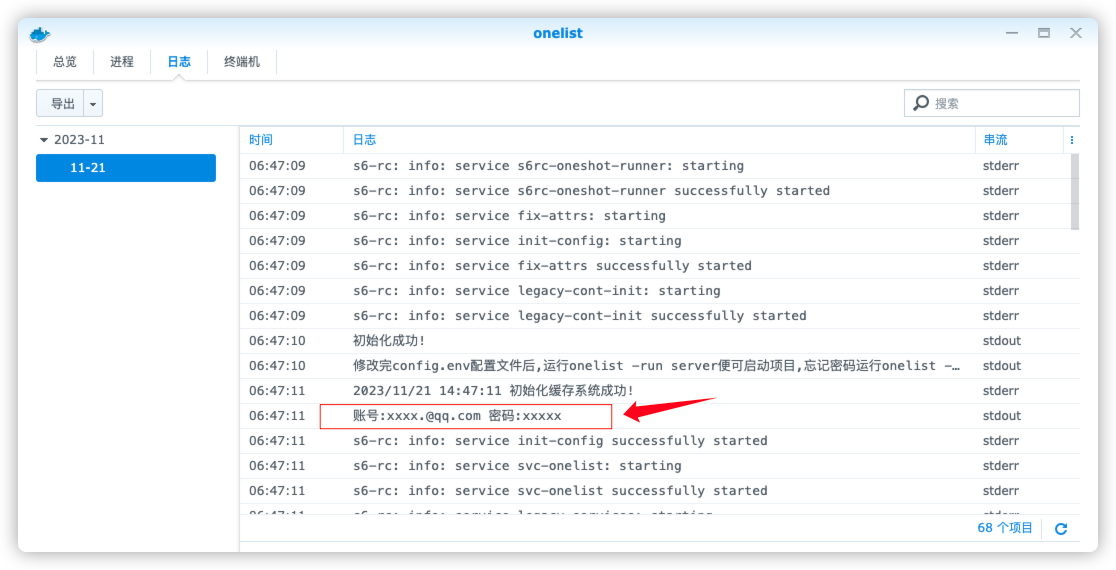 onelist
总览 进程 日志 终端机
导出 搜索
2023-11
11-21
时间 日志 串流
06:47:09 s6-rc: info: service s6rc-oneshot-runner: starting stderr
06:47:09 s6-rc: info: service s6rc-oneshot-runner successfully started stderr
06:47:09 s6-rc: info: service fix-attrs: starting stderr
06:47:09 s6-rc: info: service init-config: starting stderr
06:47:09 s6-rc: info: service fix-attrs successfully started stderr
06:47:09 s6-rc: info: service legacy-cont-init: starting stderr
06:47:09 s6-rc: info: service legacy-cont-init successfully started stderr
06:47:10 初始化成功! stdout
06:47:10 修改完config.env配置文件后,运行onelist -run server便可启动项目,忘记密码运行onelist -… stdout
06:47:11 2023/11/21 14:47:11 初始化缓存系统成功! stderr
06:47:11 账号:xxxx.@qq.com 密码:xxxxx stdout
06:47:11 s6-rc: info: service init-config successfully started stderr
06:47:11 s6-rc: info: service svc-onelist: starting stderr
06:47:11 s6-rc: info: service svc-onelist successfully started stderr
06:47:11 s6-rc: info: service legacy-services: starting stderr
68 个项目